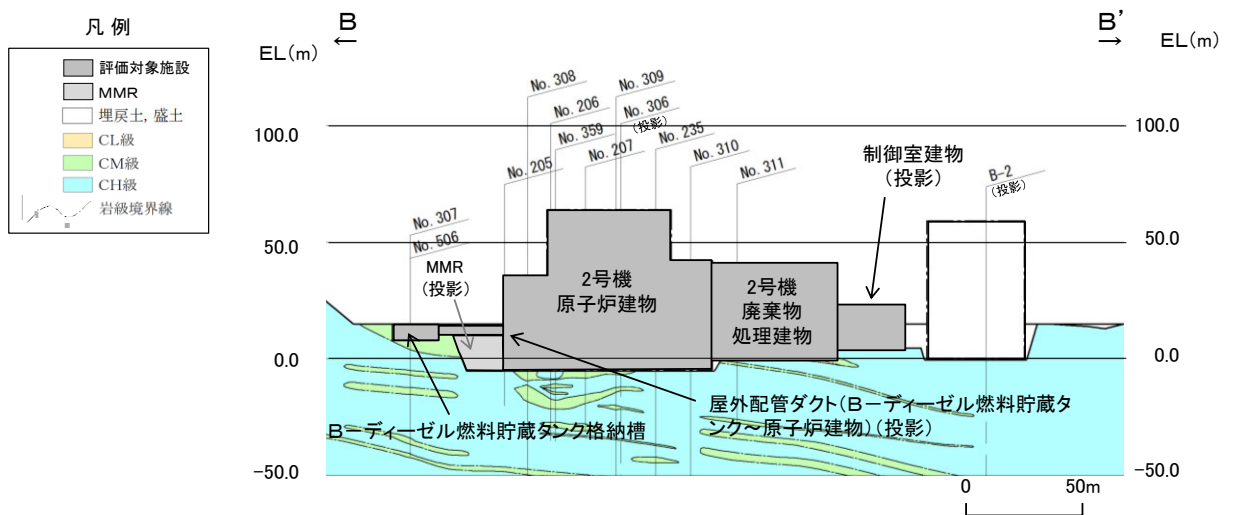 凡 例
評価対象施設
MMR
埋戻土, 盛土
CL級
CM級
CH級
岩級境界線
B
B’
EL(m)
EL(m)
100.0
100.0
50.0
50.0
0.0
0.0
-50.0
-50.0
No. 308
No. 309
No. 206
No. 306
(投影)
No. 359
No. 235
No. 207
No. 310
No. 205
No. 311
No. 307
No. 506
B-2
(投影)
制御室建物
(投影)
MMR
(投影)
2号機
原子炉建物
2号機
廃棄物
処理建物
屋外配管ダクト(B-ディーゼル燃料貯蔵タ
ンク~原子炉建物)(投影)
B-ディーゼル燃料貯蔵タンク格納槽
0
50m